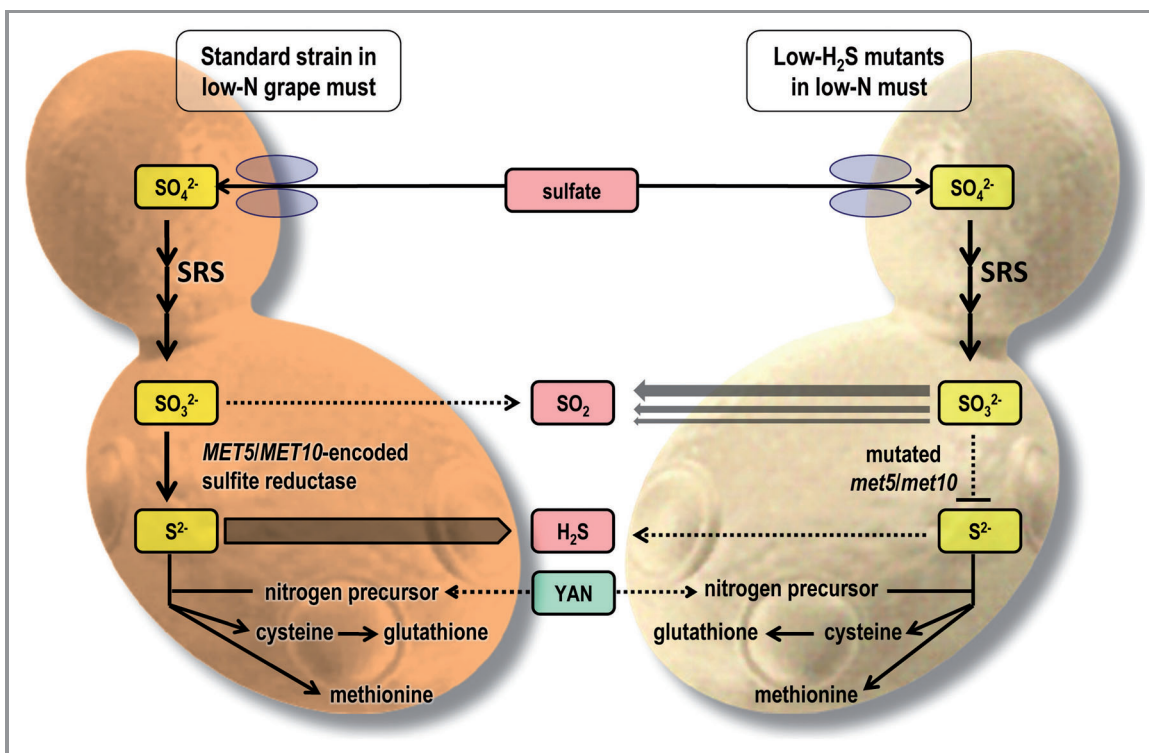 Standard strain in
low-N grape must
Low-H₂S mutants
in low-N must
SO₄²⁻
sulfate
SO₄²⁻
SRS
SRS
SO₃²⁻
SO₂
SO₃²⁻
MET5/MET10-encoded
sulfite reductase
mutated
met5/met10
S²⁻
H₂S
S²⁻
nitrogen precursor
YAN
nitrogen precursor
cysteine
glutathione
glutathione
cysteine
methionine
methionine